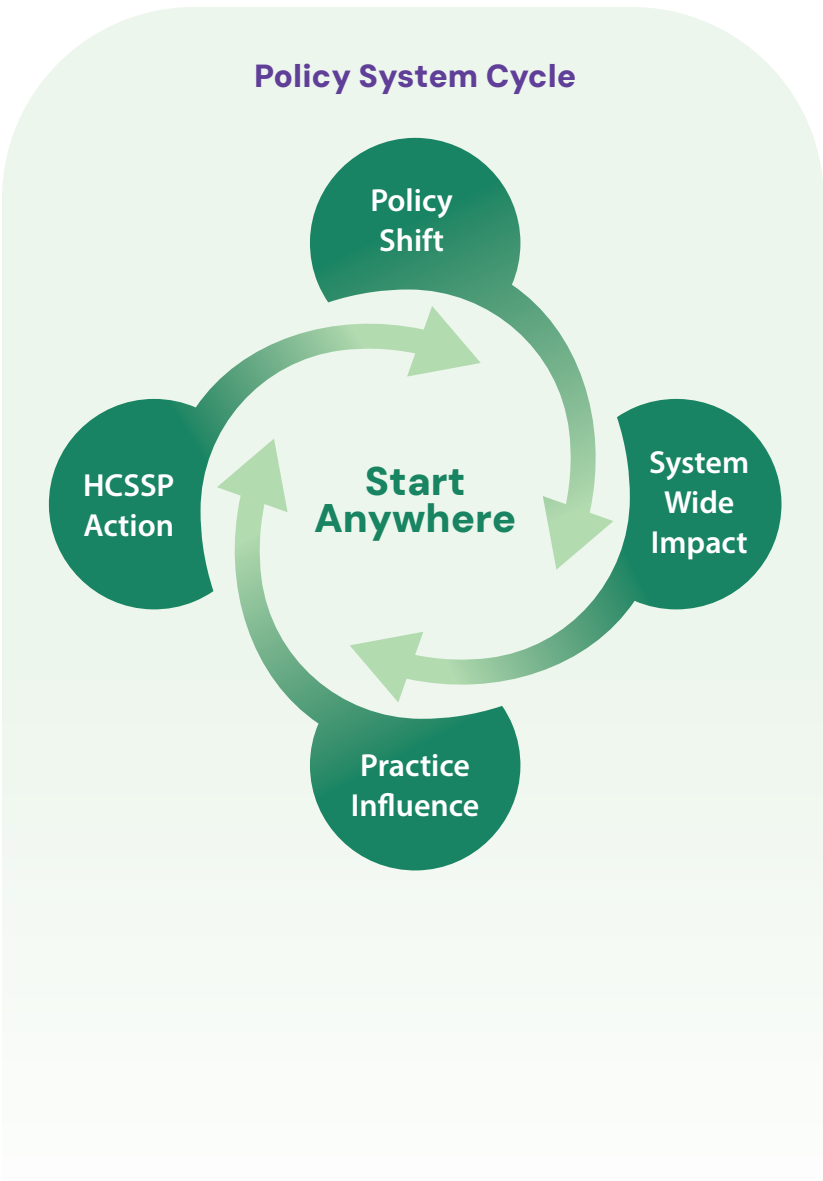 Policy System Cycle
Policy
Shift
System
Wide
Impact
Practice
Influence
HCSSP
Action
Start
Anywhere